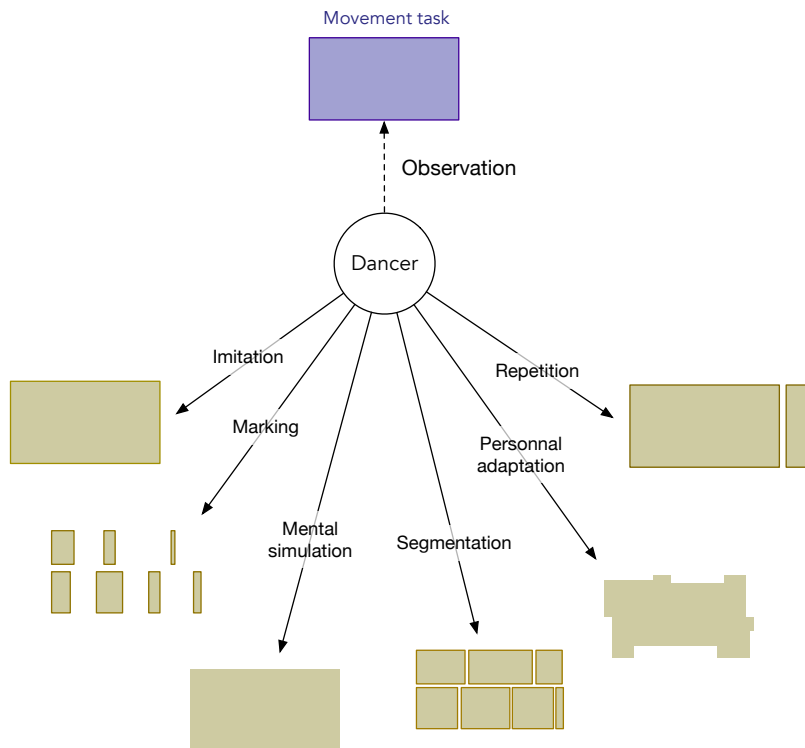 Movement task
Observation
Dancer
Imitation
Repetition
Marking
Personnal
adaptation
Mental
simulation
Segmentation